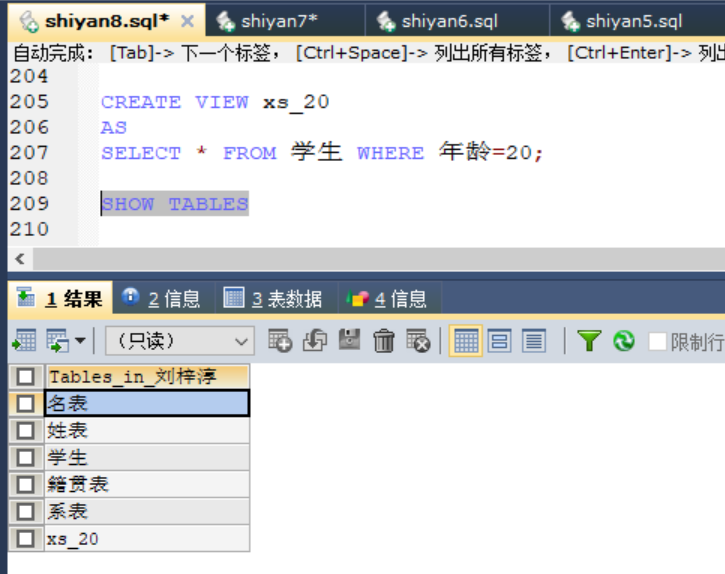 shiyan8.sql* × shiyan7* shiyan6.sql shiyan5.sql
自动完成： [Tab]-> 下一个标签， [Ctrl+Space]-> 列出所有标签， [Ctrl+Enter]-> 列出
204
205 CREATE VIEW xs_20
206 AS
207 SELECT * FROM 学生 WHERE 年龄=20;
208
209 SHOW TABLES
210
1 结果 2 信息 3 表数据 4 信息
（只读） 限制行
Tables_in_刘梓淳
名表
姓表
学生
籍贯表
系表
xs_20